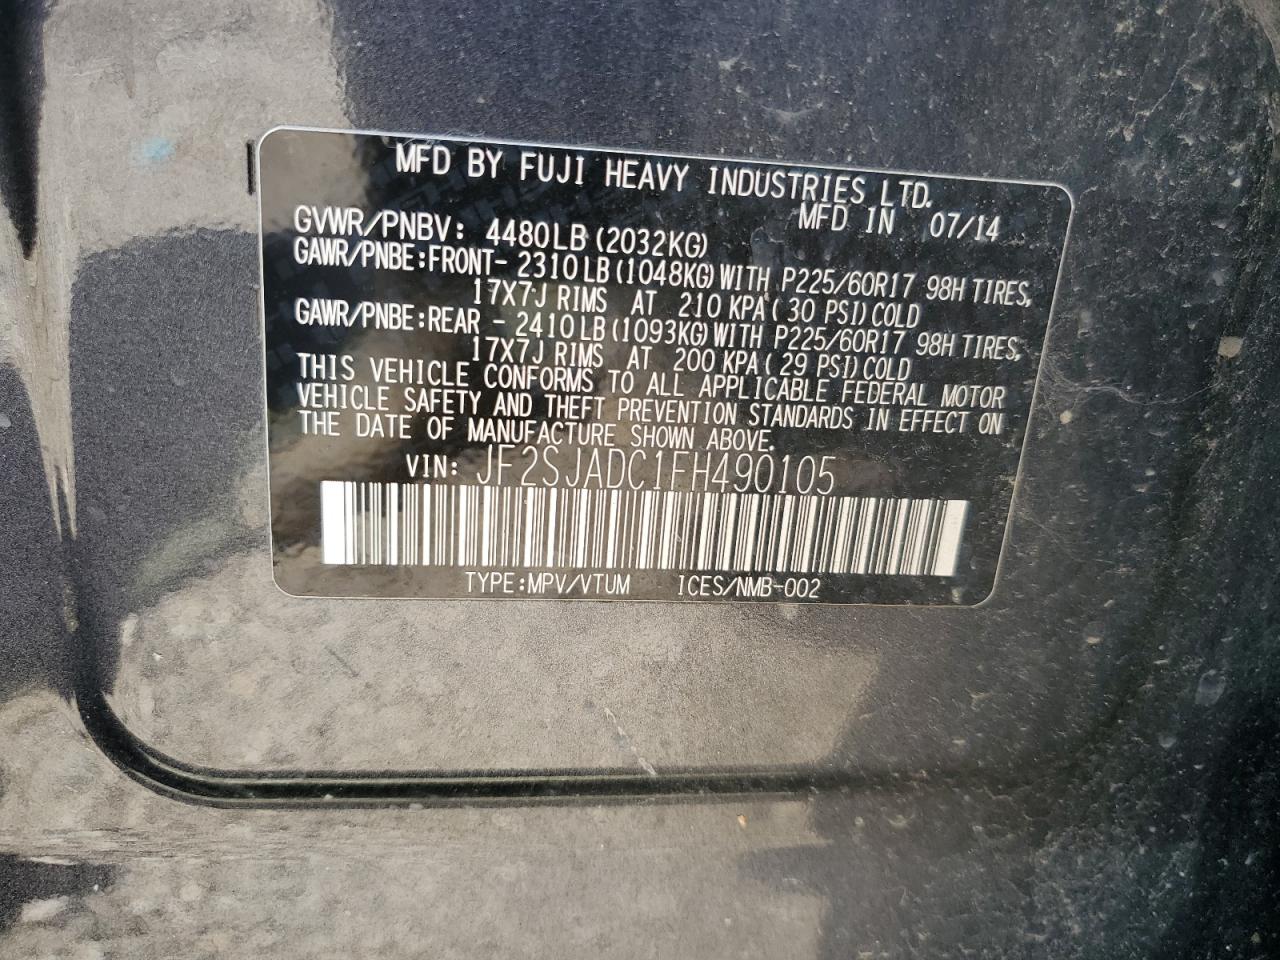 MFD BY FUJI HEAVY INDUSTRIES LTD.
MFD IN 07/14
GVWR/PNBV: 4480LB(2032KG)
GAWR/PNBE:FRONT- 2310LB(1048KG)WITH P225/60R17 98H TIRES,
17X7J RIMS AT 210 KPA(30 PSI)COLD
GAWR/PNBE:REAR - 2410LB(1093KG)WITH P225/60R17 98H TIRES,
17X7J RIMS AT 200 KPA(29 PSI)COLD
THIS VEHICLE CONFORMS TO ALL APPLICABLE FEDERAL MOTOR
VEHICLE SAFETY AND THEFT PREVENTION STANDARDS IN EFFECT ON
THE DATE OF MANUFACTURE SHOWN ABOVE.
VIN: JF2SJADC1FH490105
TYPE:MPV/VTUM ICES/NMB-002